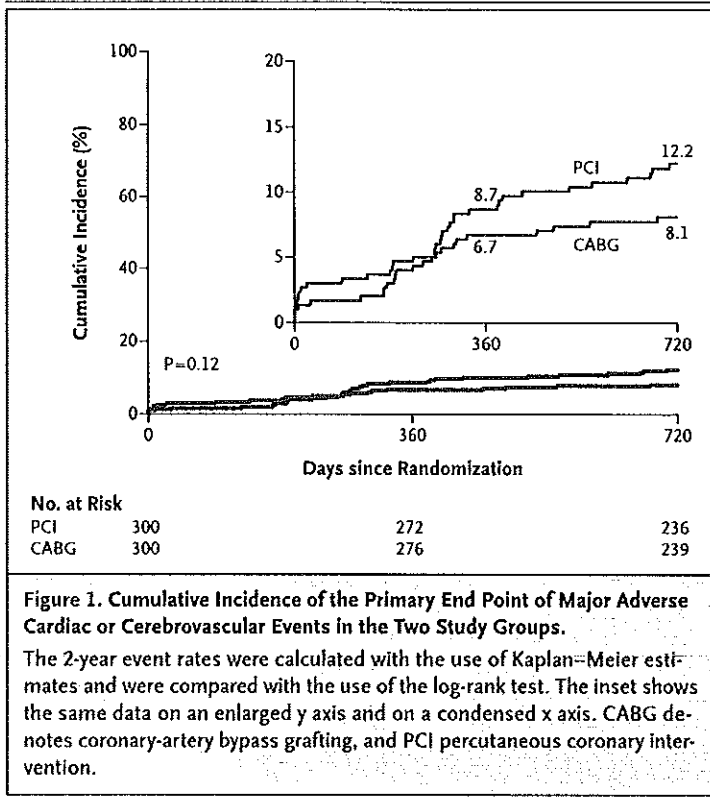 100
80
60
40
20
0
Cumulative Incidence (%)
20
15
10
5
0
12.2
PCI
8.7
6.7
CABG
8.1
0
360
720
P=0.12
0
360
720
Days since Randomization
No. at Risk
PCI 300 272 236
CABG 300 276 239
Figure 1. Cumulative Incidence of the Primary End Point of Major Adverse
Cardiac or Cerebrovascular Events in the Two Study Groups.
The 2-year event rates were calculated with the use of Kaplan–Meier esti-
mates and were compared with the use of the log-rank test. The inset shows
the same data on an enlarged y axis and on a condensed x axis. CABG de-
notes coronary-artery bypass grafting, and PCI percutaneous coronary inter-
vention.